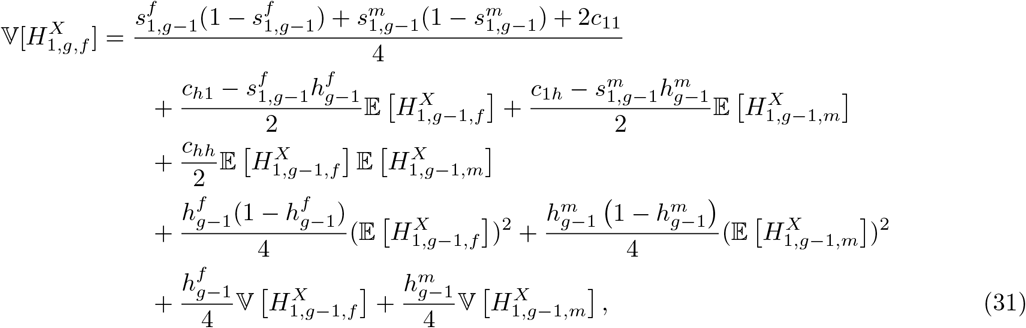 𝕍[H^X_{1,g,f}] = \frac{s^f_{1,g-1}(1 - s^f_{1,g-1}) + s^m_{1,g-1}(1 - s^m_{1,g-1}) + 2c_{11}}{4}
+ \frac{c_{h1} - s^f_{1,g-1}h^f_{g-1}}{2} 𝔼 [H^X_{1,g-1,f}] + \frac{c_{1h} - s^m_{1,g-1}h^m_{g-1}}{2} 𝔼 [H^X_{1,g-1,m}]
+ \frac{c_{hh}}{2} 𝔼 [H^X_{1,g-1,f}] 𝔼 [H^X_{1,g-1,m}]
+ \frac{h^f_{g-1}(1 - h^f_{g-1})}{4} (𝔼 [H^X_{1,g-1,f}])^2 + \frac{h^m_{g-1}(1 - h^m_{g-1})}{4} (𝔼 [H^X_{1,g-1,m}])^2
+ \frac{h^f_{g-1}}{4} 𝕍 [H^X_{1,g-1,f}] + \frac{h^m_{g-1}}{4} 𝕍 [H^X_{1,g-1,m}] , (31)